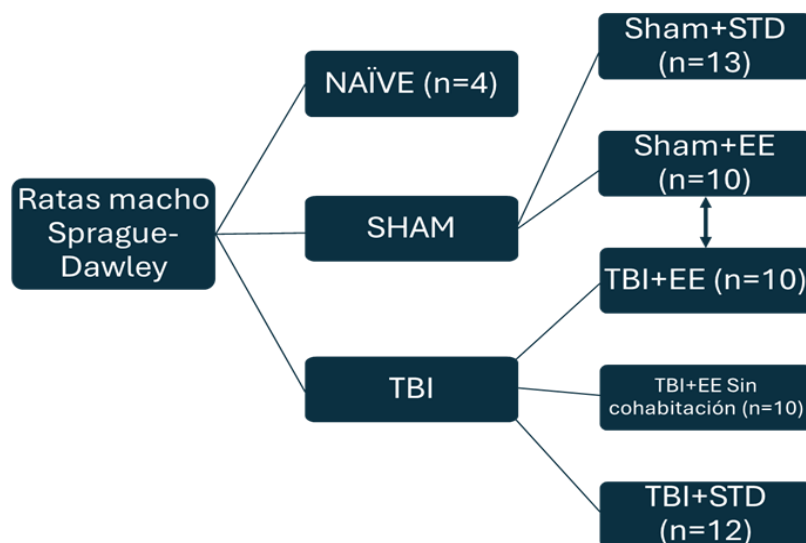 Ratas macho
Sprague-
Dawley
NAÏVE (n=4)
SHAM
TBI
Sham+STD
(n=13)
Sham+EE
(n=10)
TBI+EE (n=10)
TBI+EE Sin
cohabitación (n=10)
TBI+STD
(n=12)